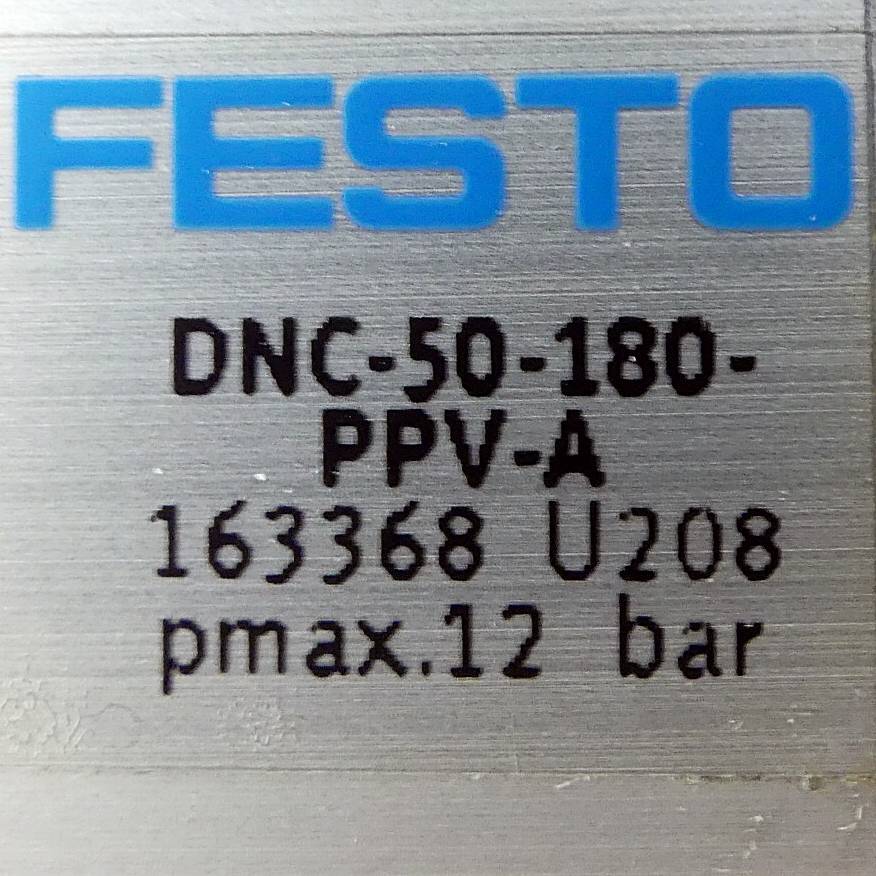 FESTO
DNC-50-180-
PPV-A
163368 U208
pmax.12 bar